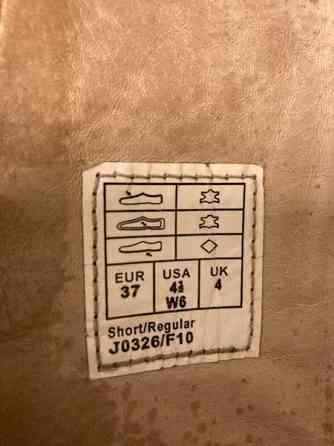 EUR USA UK
37 4½ 4
W6
Short/Regular
J0326/F10